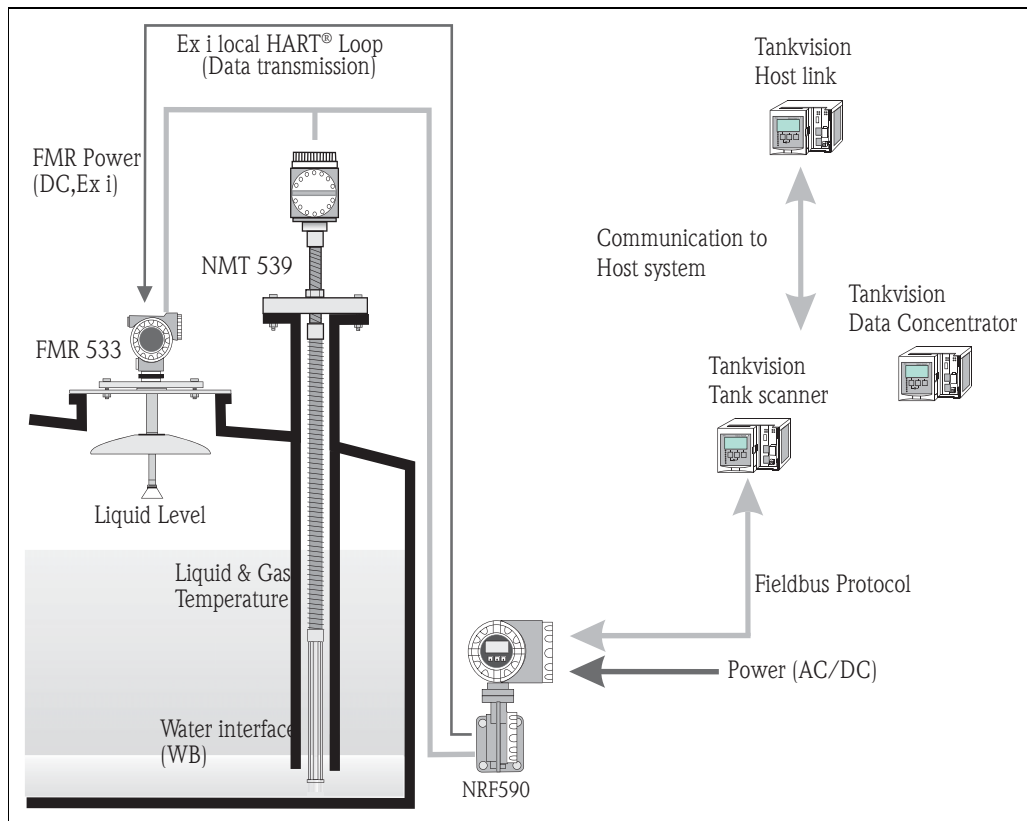 Ex i local HART® Loop
(Data transmission)
Tankvision
Host link
FMR Power
(DC,Ex i)
NMT 539
Communication to
Host system
Tankvision
Data Concentrator
FMR 533
Tankvision
Tank scanner
Liquid Level
Liquid & Gas
Temperature
Fieldbus Protocol
Power (AC/DC)
Water interface
(WB)
NRF590